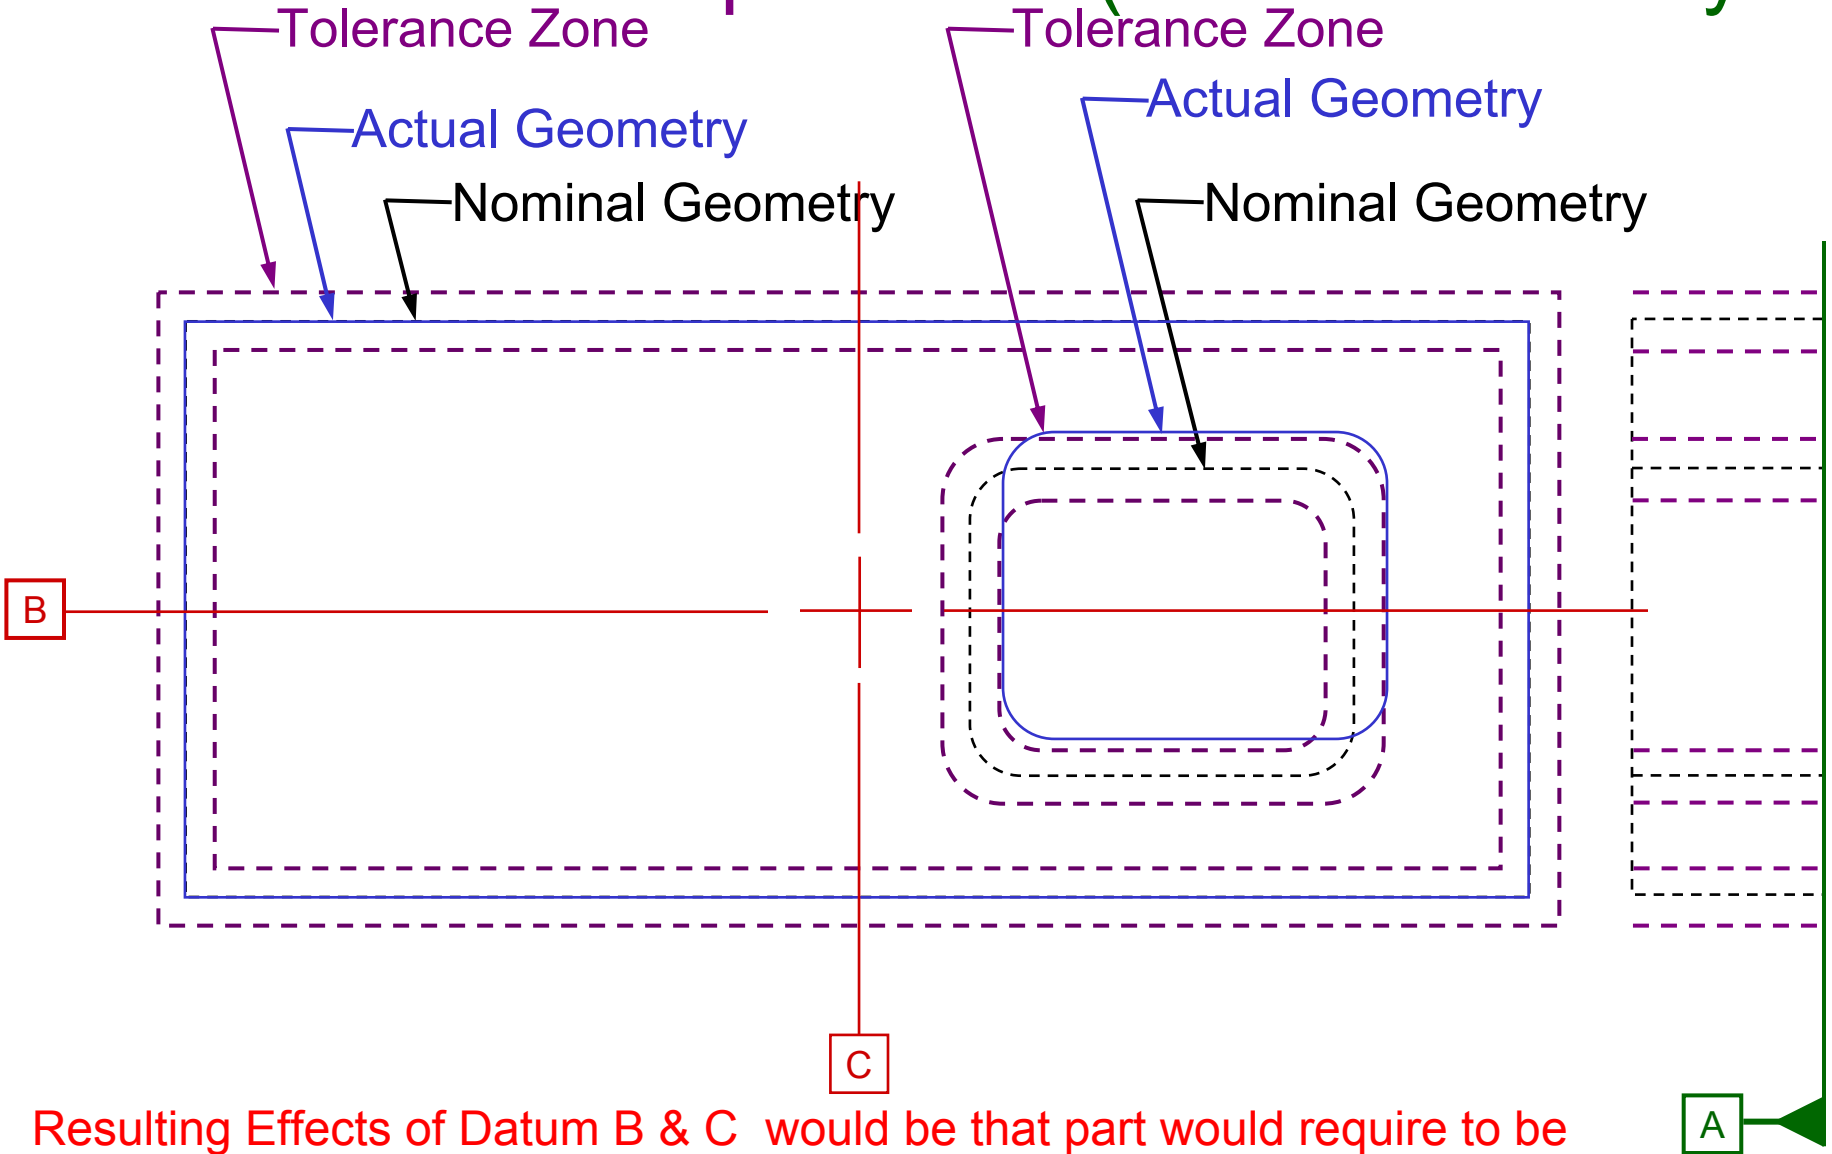 Tolerance Zone
Tolerance Zone
Actual Geometry
Actual Geometry
Nominal Geometry
Nominal Geometry
B
C
Resulting Effects of Datum B & C would be that part would require to be
A